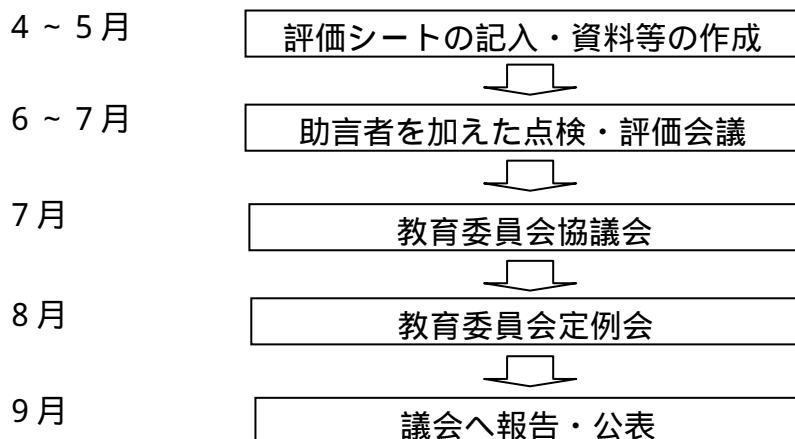 4 ~ 5月 評価シートの記入・資料等の作成
6 ~ 7月 助言者を加えた点検・評価会議
7月 教育委員会協議会
8月 教育委員会定例会
9月 議会へ報告・公表